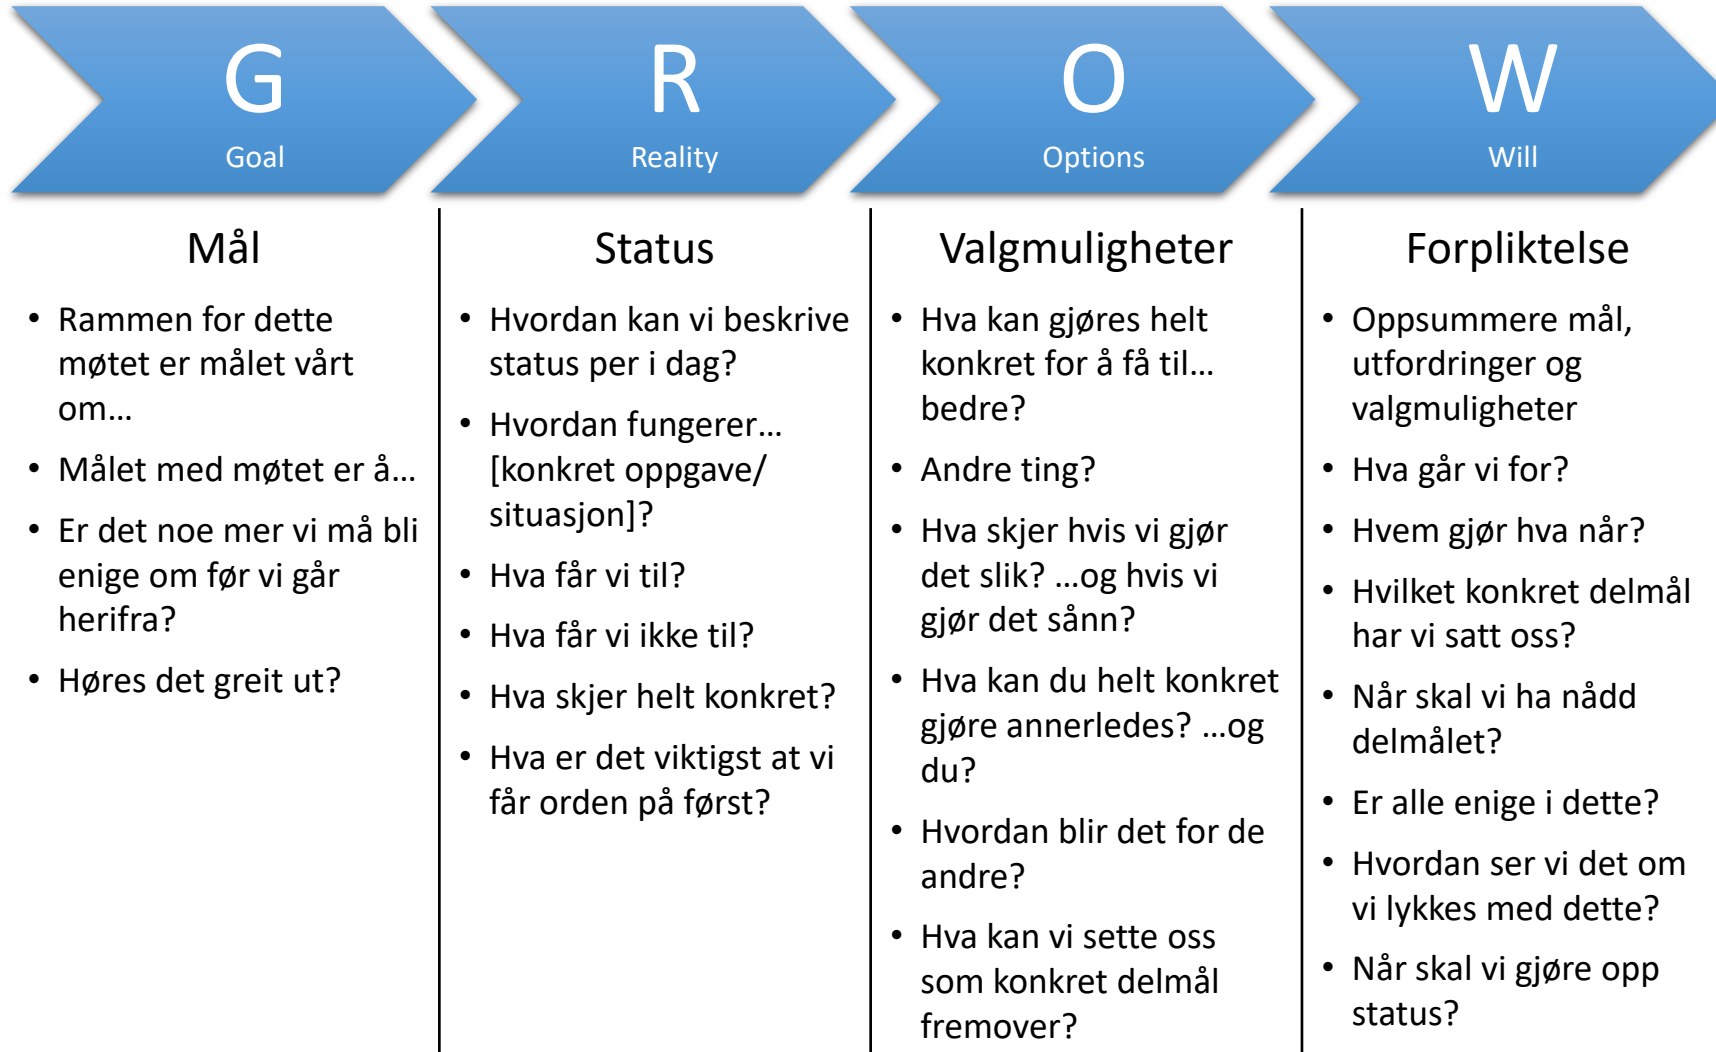 G
Goal
R
Reality
O
Options
W
Will
Mål
• Rammen for dette
møtet er målet vårt
om…
• Målet med møtet er å…
• Er det noe mer vi må bli
enige om før vi går
herifra?
• Høres det greit ut?
Status
• Hvordan kan vi beskrive
status per i dag?
• Hvordan fungerer…
[konkret oppgave/
situasjon]?
• Hva får vi til?
• Hva får vi ikke til?
• Hva skjer helt konkret?
• Hva er det viktigst at vi
får orden på først?
Valgmuligheter
• Hva kan gjøres helt
konkret for å få til…
bedre?
• Andre ting?
• Hva skjer hvis vi gjør
det slik? …og hvis vi
gjør det sånn?
• Hva kan du helt konkret
gjøre annerledes? …og
du?
• Hvordan blir det for de
andre?
• Hva kan vi sette oss
som konkret delmål
fremover?
Forpliktelse
• Oppsummere mål,
utfordringer og
valgmuligheter
• Hva går vi for?
• Hvem gjør hva når?
• Hvilket konkret delmål
har vi satt oss?
• Når skal vi ha nådd
delmålet?
• Er alle enige i dette?
• Hvordan ser vi det om
vi lykkes med dette?
• Når skal vi gjøre opp
status?